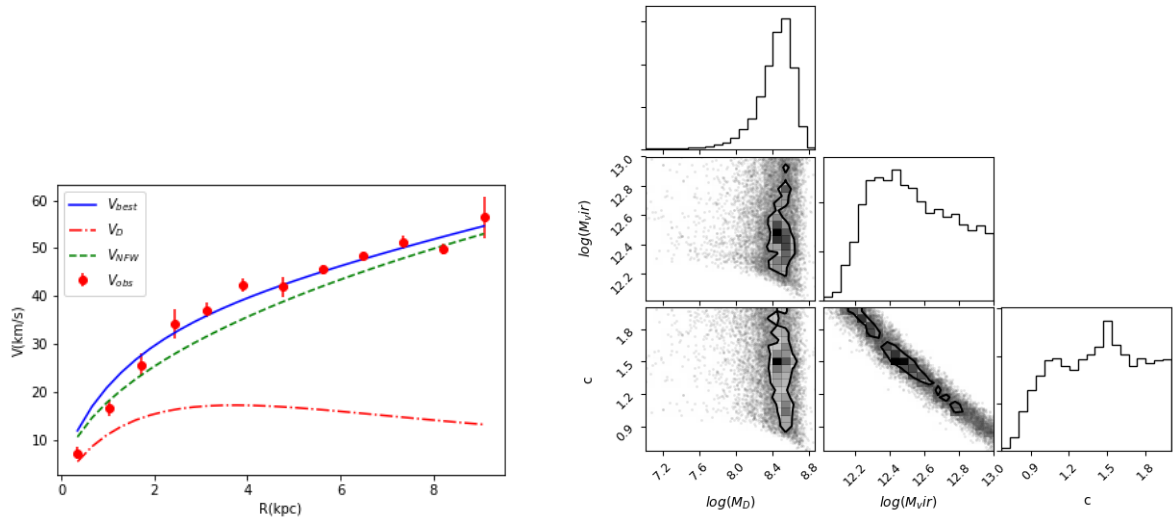 60
50
40
30
20
10
V(km/s)
V_best
V_D
V_NFW
V_obs
0 2 4 6 8
R(kpc)
13.0
12.8
12.6
12.4
12.2
log(M_vir)
1.8
1.5
1.2
0.9
c
7.2 7.6 8.0 8.4 8.8
log(M_D)
12.2 12.4 12.6 12.8 13.0
log(M_vir)
0.9 1.2 1.5 1.8
c